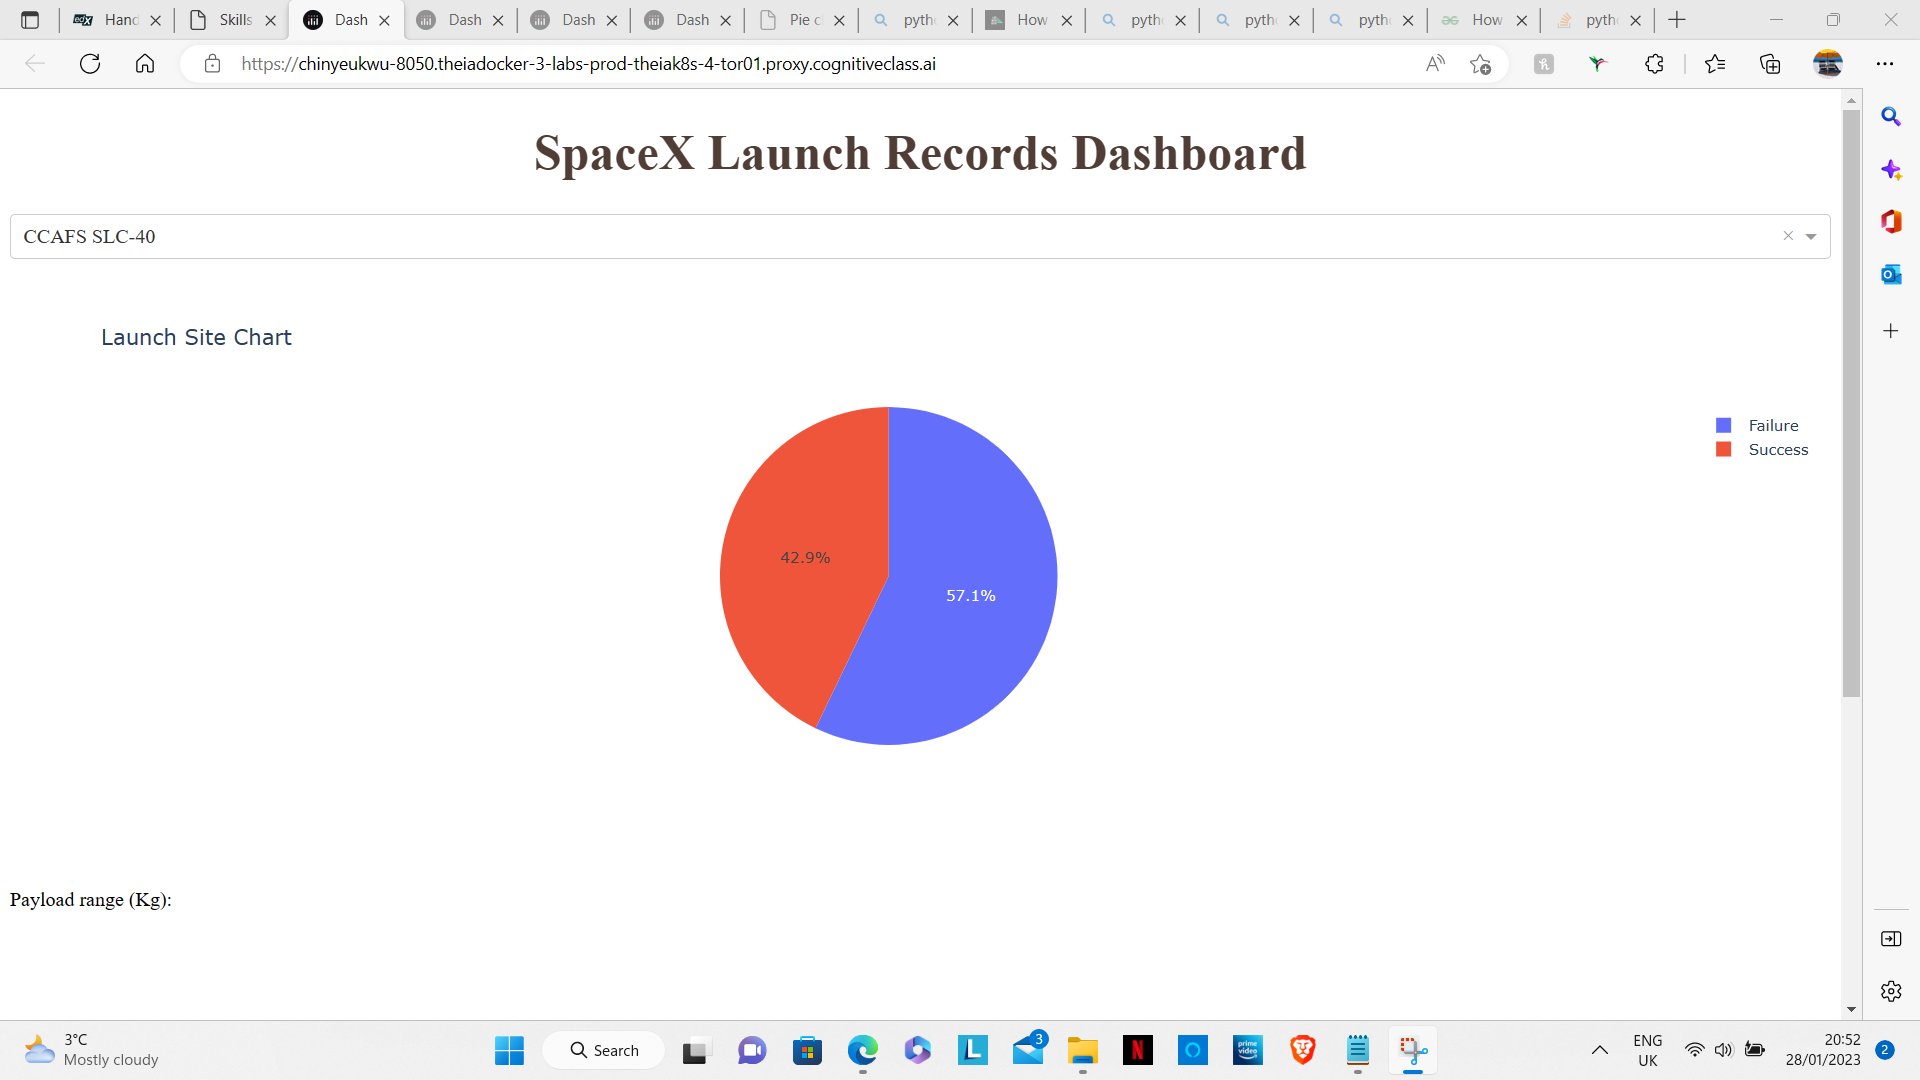 Hand
Skills
Dash
Dash
Dash
Dash
Pie c
pyth
How
pyth
pyth
pyth
How
pyth
https://chinyeukwu-8050.theiadocker-3-labs-prod-theiak8s-4-tor01.proxy.cognitiveclass.ai
SpaceX Launch Records Dashboard
CCAFS SLC-40
Launch Site Chart
Failure
Success
42.9%
57.1%
Payload range (Kg):
3°C
Mostly cloudy
Search
3
prime
video
ENG
UK
20:52
28/01/2023
2